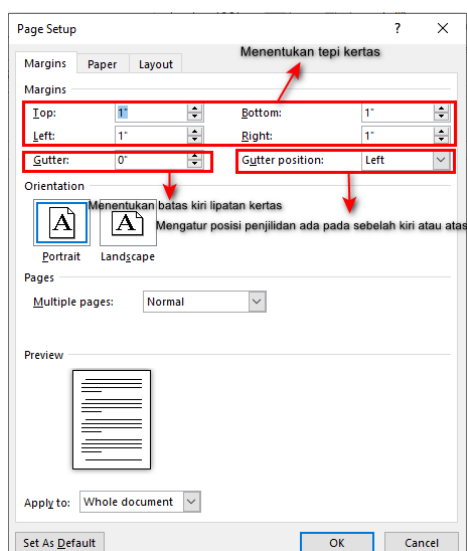 Page Setup ? ×
Margins Paper Layout
Menentukan tepi kertas
Margins
Top: 1" Bottom: 1"
Left: 1" Right: 1"
Gutter: 0" Gutter position: Left
Orientation
Menentukan batas kiri lipatan kertas
A A
Mengatur posisi penjilidan ada pada sebelah kiri atau atas
Portrait Landscape
Pages
Multiple pages: Normal
Preview
Apply to: Whole document
Set As Default OK Cancel